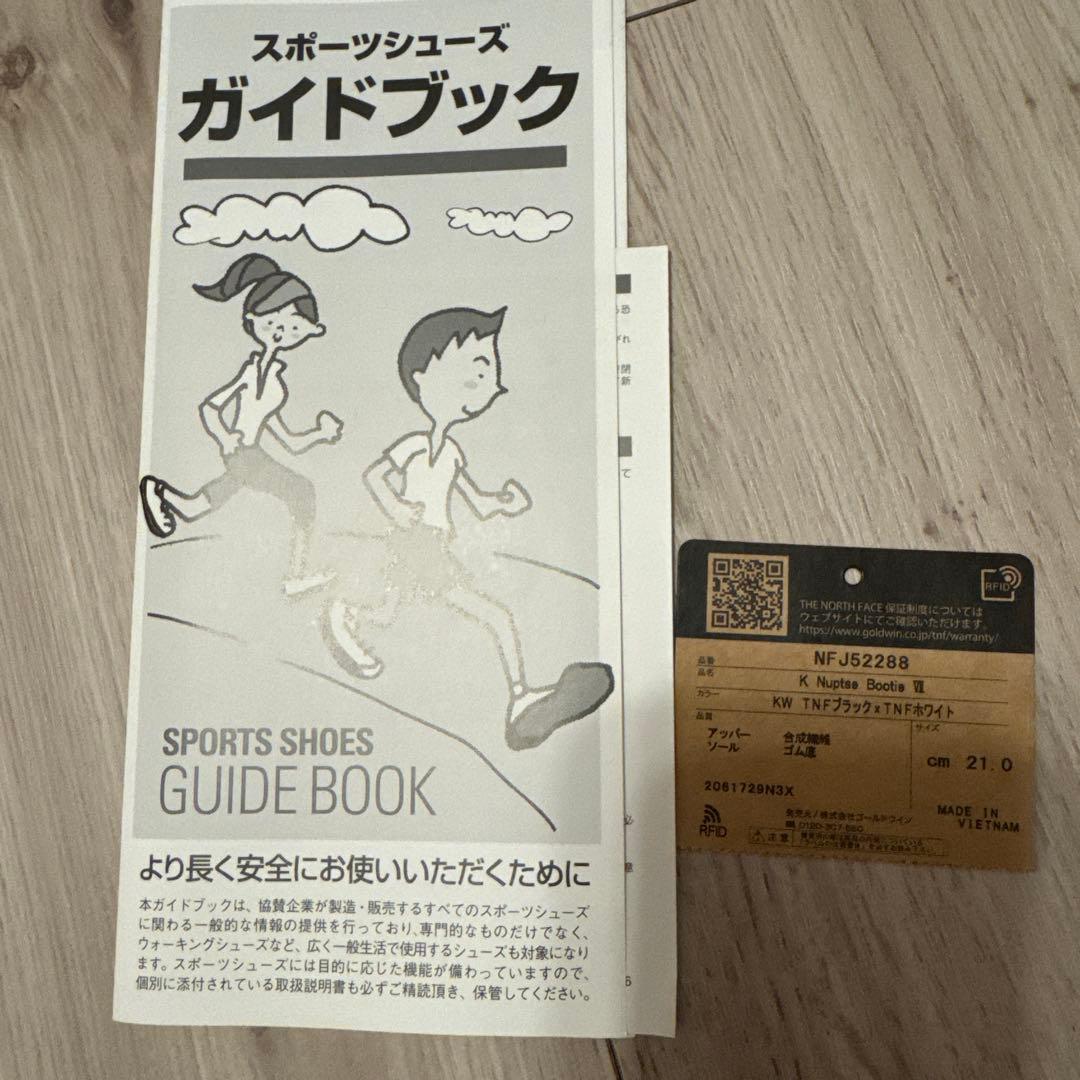 スポーツシューズ
ガイドブック
SPORTS SHOES
GUIDE BOOK
より長く安全にお使いいただくために
本ガイドブックは、協賛企業が製造・販売するすべてのスポーツシューズ
に関わる一般的な情報の提供を行っており、専門的なものだけでなく、
ウォーキングシューズなど、広く一般生活で使用するシューズも対象になり
ます。スポーツシューズには目的に応じた機能が備わっていますので、
個別に添付されている取扱説明書も必ずご精読頂き、保管してください。
恐
れ
閉
新
て
必
意
6
RFID
THE NORTH FACE 保証制度については
ウェブサイトにてご確認いただけます。
https://www.goldwin.co.jp/tnf/warranty/
品番 NFJ52288
品名 K Nuptse Bootie Ⅶ
カラー KW TNFブラック×TNFホワイト
品質 サイズ
アッパー 合成繊維
ソール ゴム底
cm 21.0
2061729N3X
RFID
発売元/株式会社ゴールドウイン
MADE IN
VIETNAM
注意